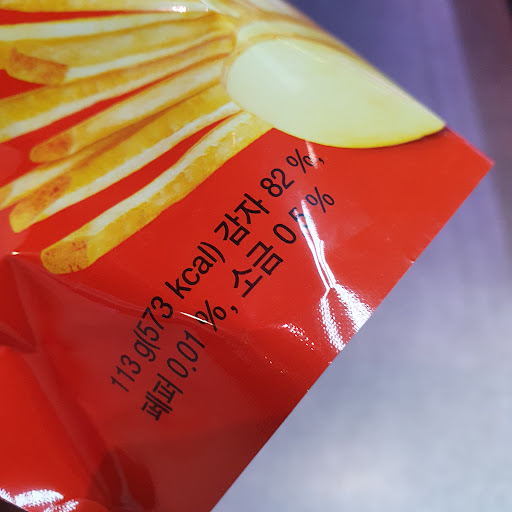 113 g(573 kcal) 감자 82 %,
페퍼 0.01 %, 소금 0.5 %